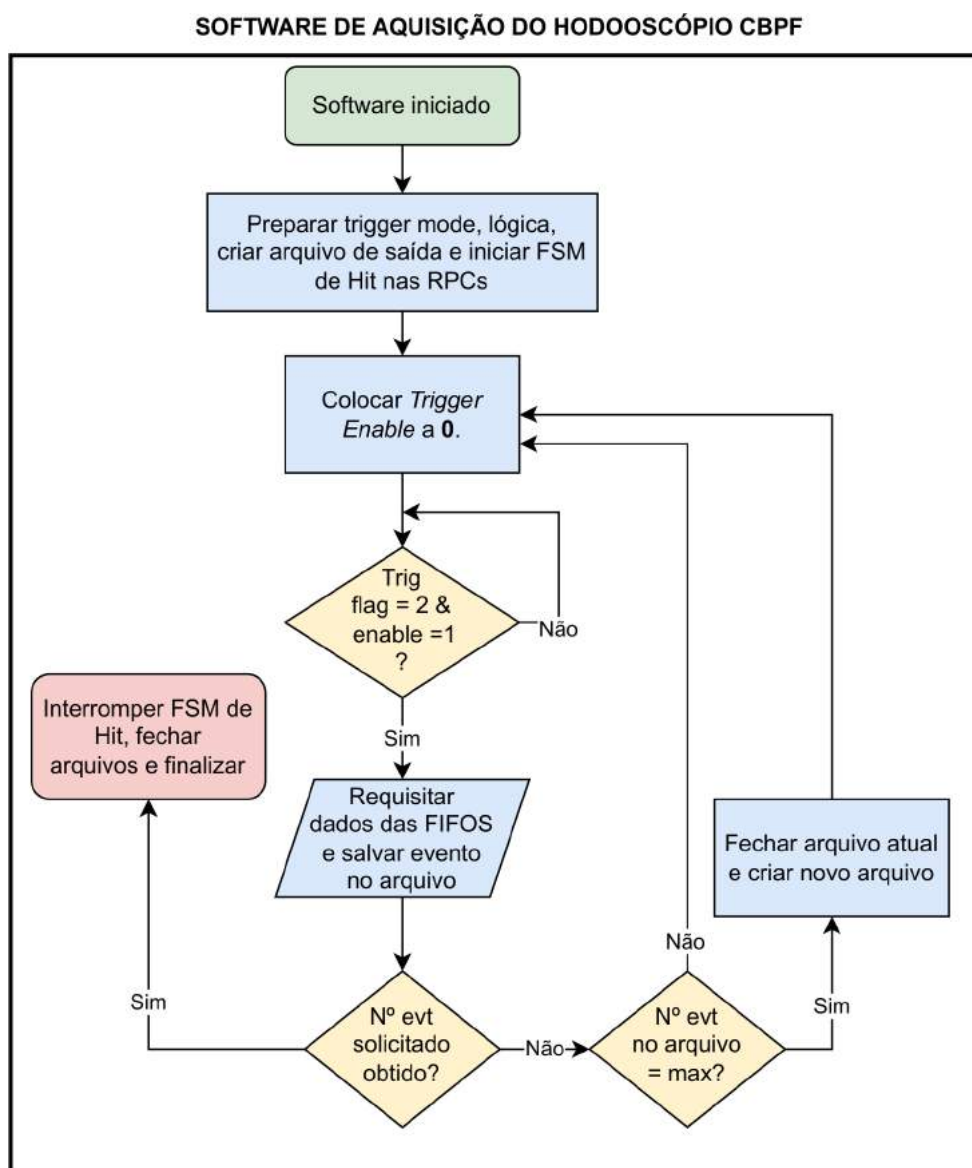 SOFTWARE DE AQUISIÇÃO DO HODOOSCÓPIO CBPF
Software iniciado
Preparar trigger mode, lógica,
criar arquivo de saída e iniciar FSM
de Hit nas RPCs
Colocar Trigger
Enable a 0.
Trig
flag = 2 &
enable =1
?
Não
Sim
Interromper FSM de
Hit, fechar
arquivos e finalizar
Requisitar
dados das FIFOS
e salvar evento
no arquivo
Fechar arquivo atual
e criar novo arquivo
Não
Sim
Sim
Nº evt
solicitado
obtido?
Não
Nº evt
no arquivo
= max?